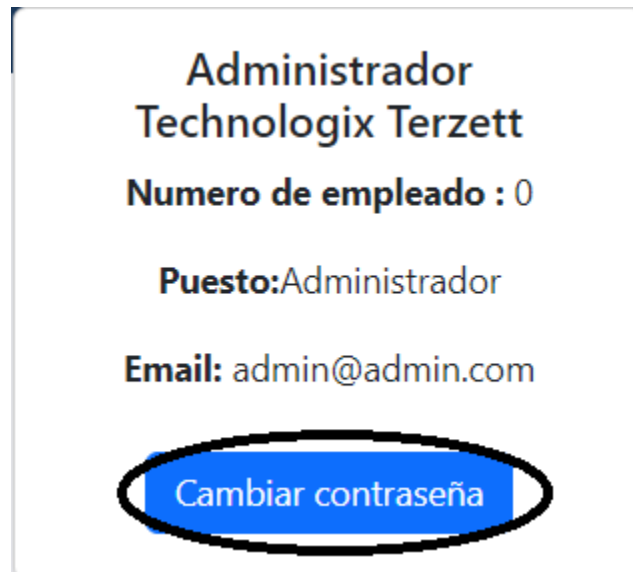 Administrador
Technologix Terzett
Numero de empleado : 0
Puesto:Administrador
Email: admin@admin.com
Cambiar contraseña